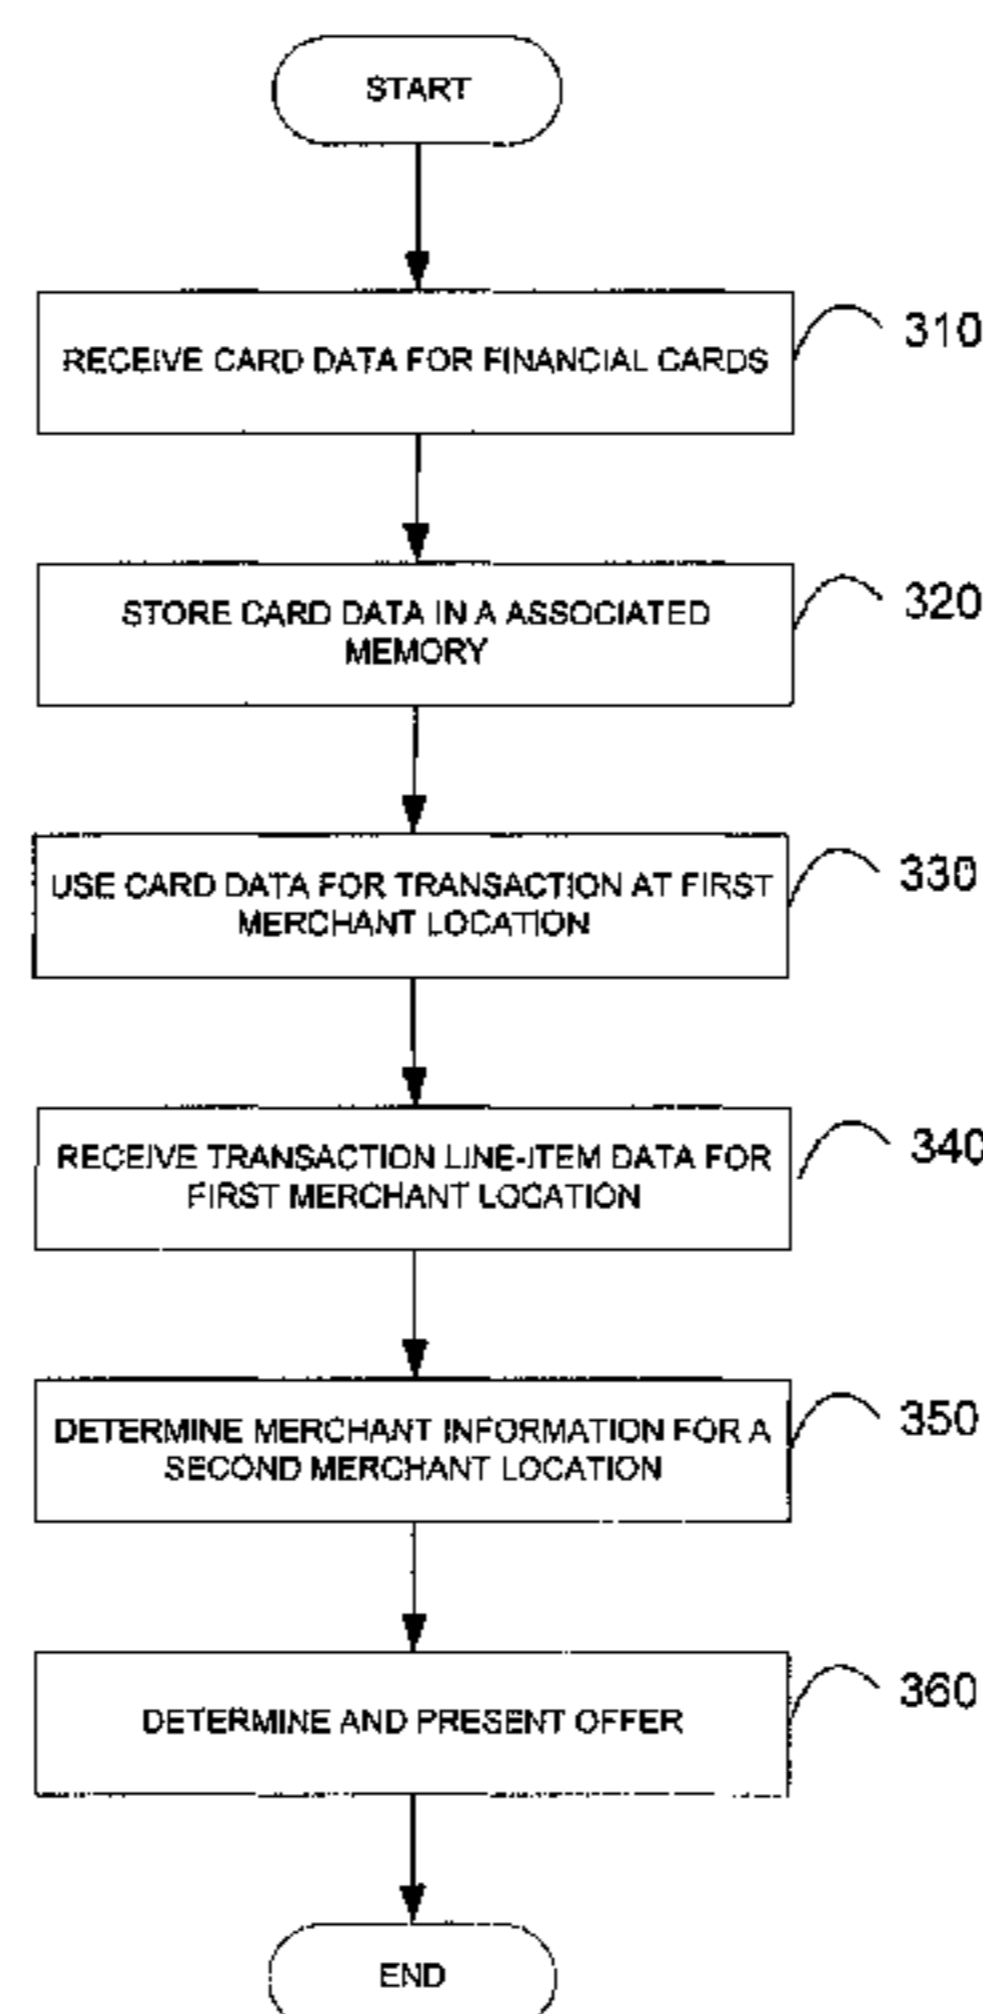 START
RECEIVE CARD DATA FOR FINANCIAL CARDS
310
STORE CARD DATA IN A ASSOCIATED
MEMORY
320
USE CARD DATA FOR TRANSACTION AT FIRST
MERCHANT LOCATION
330
RECEIVE TRANSACTION LINE-ITEM DATA FOR
FIRST MERCHANT LOCATION
340
DETERMINE MERCHANT INFORMATION FOR A
SECOND MERCHANT LOCATION
350
DETERMINE AND PRESENT OFFER
360
END